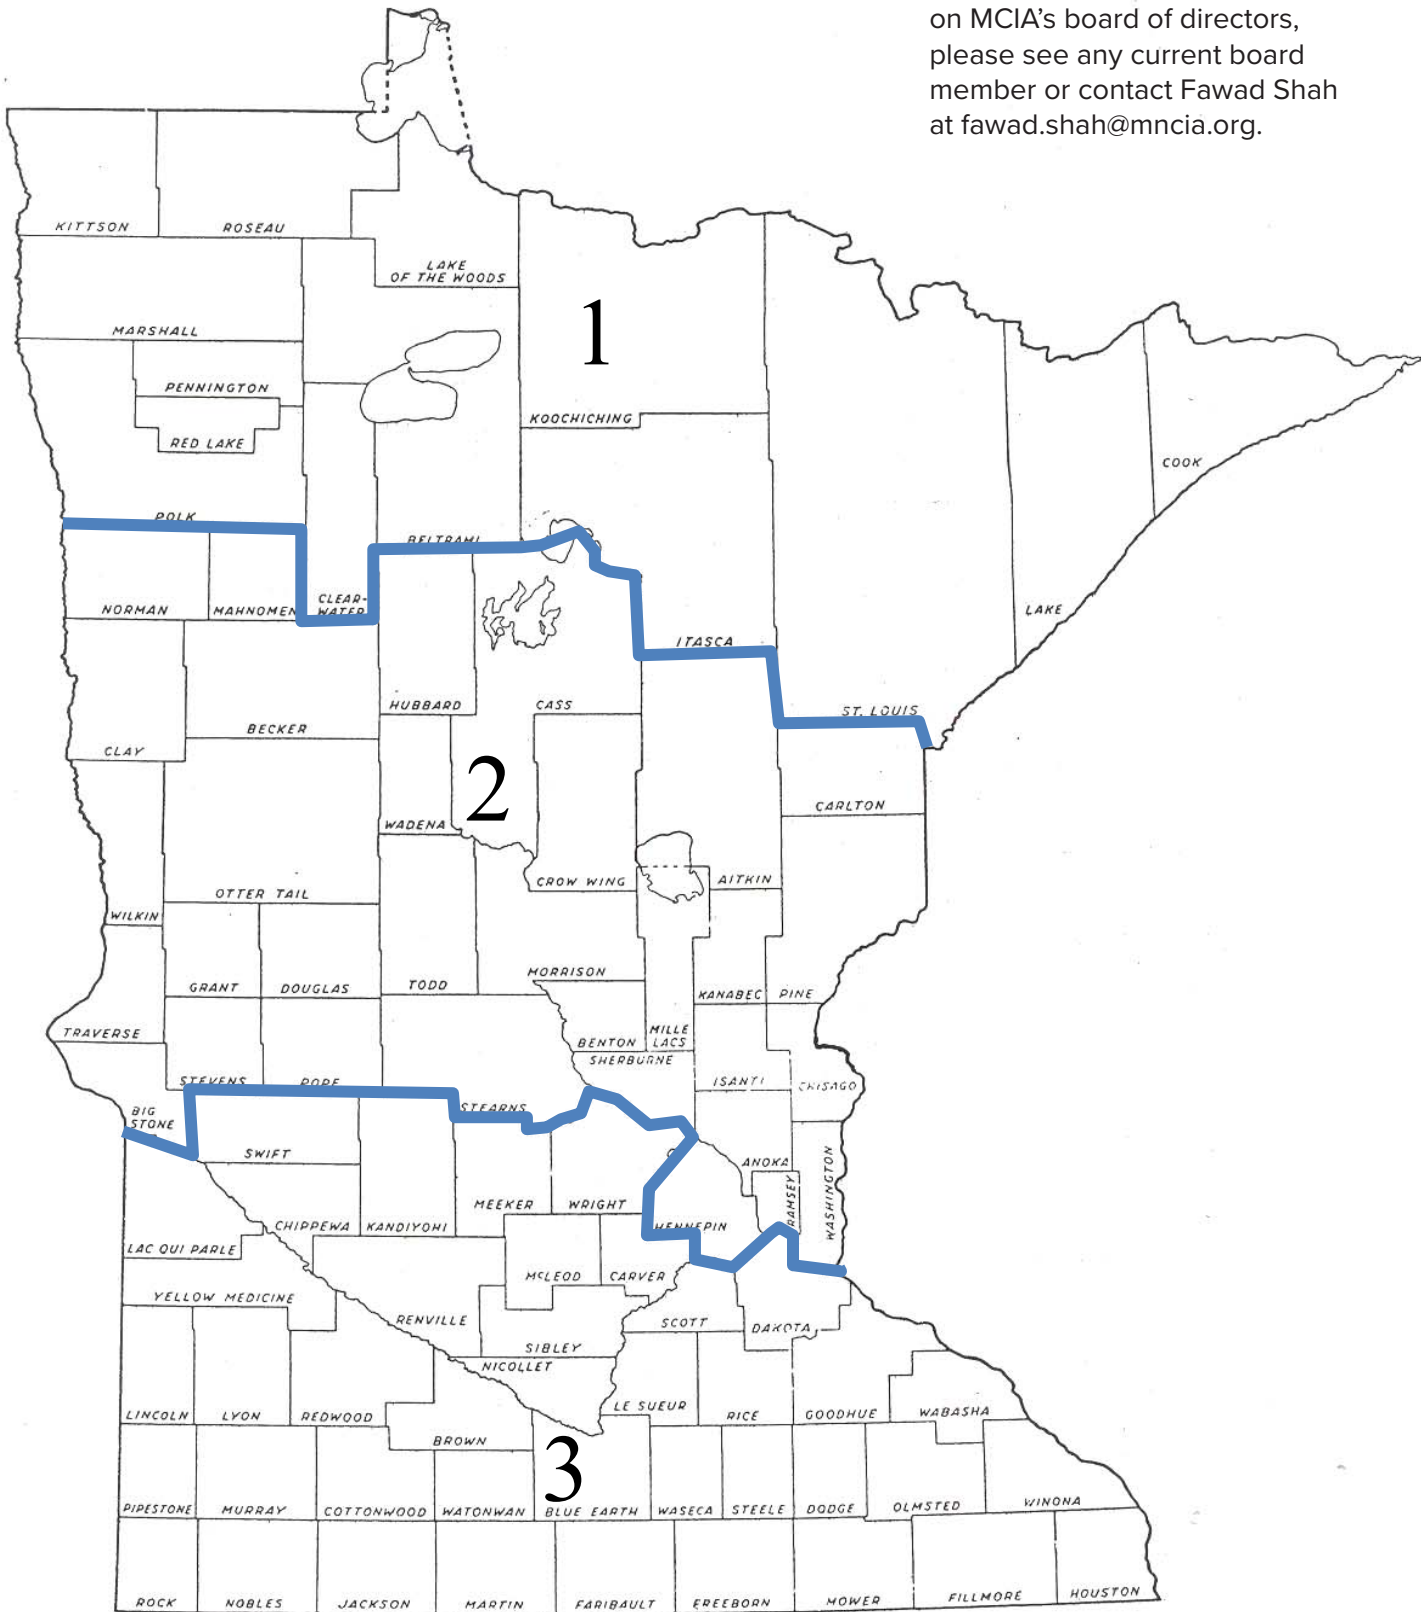 on MCIA's board of directors,
please see any current board
member or contact Fawad Shah
at fawad.shah@mncia.org.
KITTSON
ROSEAU
LAKE
OF THE WOODS
MARSHALL
1
PENNINGTON
KOOCHICHING
RED LAKE
COOK
POLK
BELTRAMI
CLEAR-
WATER
NORMAN
MAHNOMEN
LAKE
ITASCA
HUBBARD
CASS
ST. LOUIS
BECKER
CLAY
2
CARLTON
WADENA
CROW WING
AITKIN
OTTER TAIL
WILKIN
MORRISON
GRANT
DOUGLAS
TODD
KANABEC
PINE
TRAVERSE
BENTON
MILLE
LACS
SHERBURNE
STEVENS
POPE
ISANTI
CHISAGO
STEARNS
BIG
STONE
SWIFT
ANOKA
RAMSEY
WASHINGTON
MEEKER
WRIGHT
CHIPPEWA
KANDIYOHI
HENNEPIN
LAC QUI PARLE
McLEOD
CARVER
YELLOW MEDICINE
RENVILLE
SCOTT
DAKOTA
SIBLEY
NICOLLET
LE SUEUR
LINCOLN
LYON
REDWOOD
RICE
GOODHUE
WABASHA
BROWN
3
PIPESTONE
MURRAY
COTTONWOOD
WATONWAN
BLUE EARTH
WASECA
STEELE
DODGE
OLMSTED
WINONA
ROCK
NOBLES
JACKSON
MARTIN
FARIBAULT
FREEBORN
MOWER
FILLMORE
HOUSTON